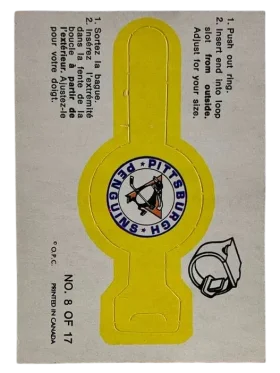 1. Push out ring.
2. Insert end into loop
slot from outside.
Adjust for your size.
1. Sortez la bague.
2. Insérez l'extrémité
dans la fente de la
boucle à partir de
l'extérieur. Ajustez-le
pour votre doigt.
★ PITTSBURGH ★
PENGUINS
© O.P.C.
NO. 8 OF 17
PRINTED IN CANADA